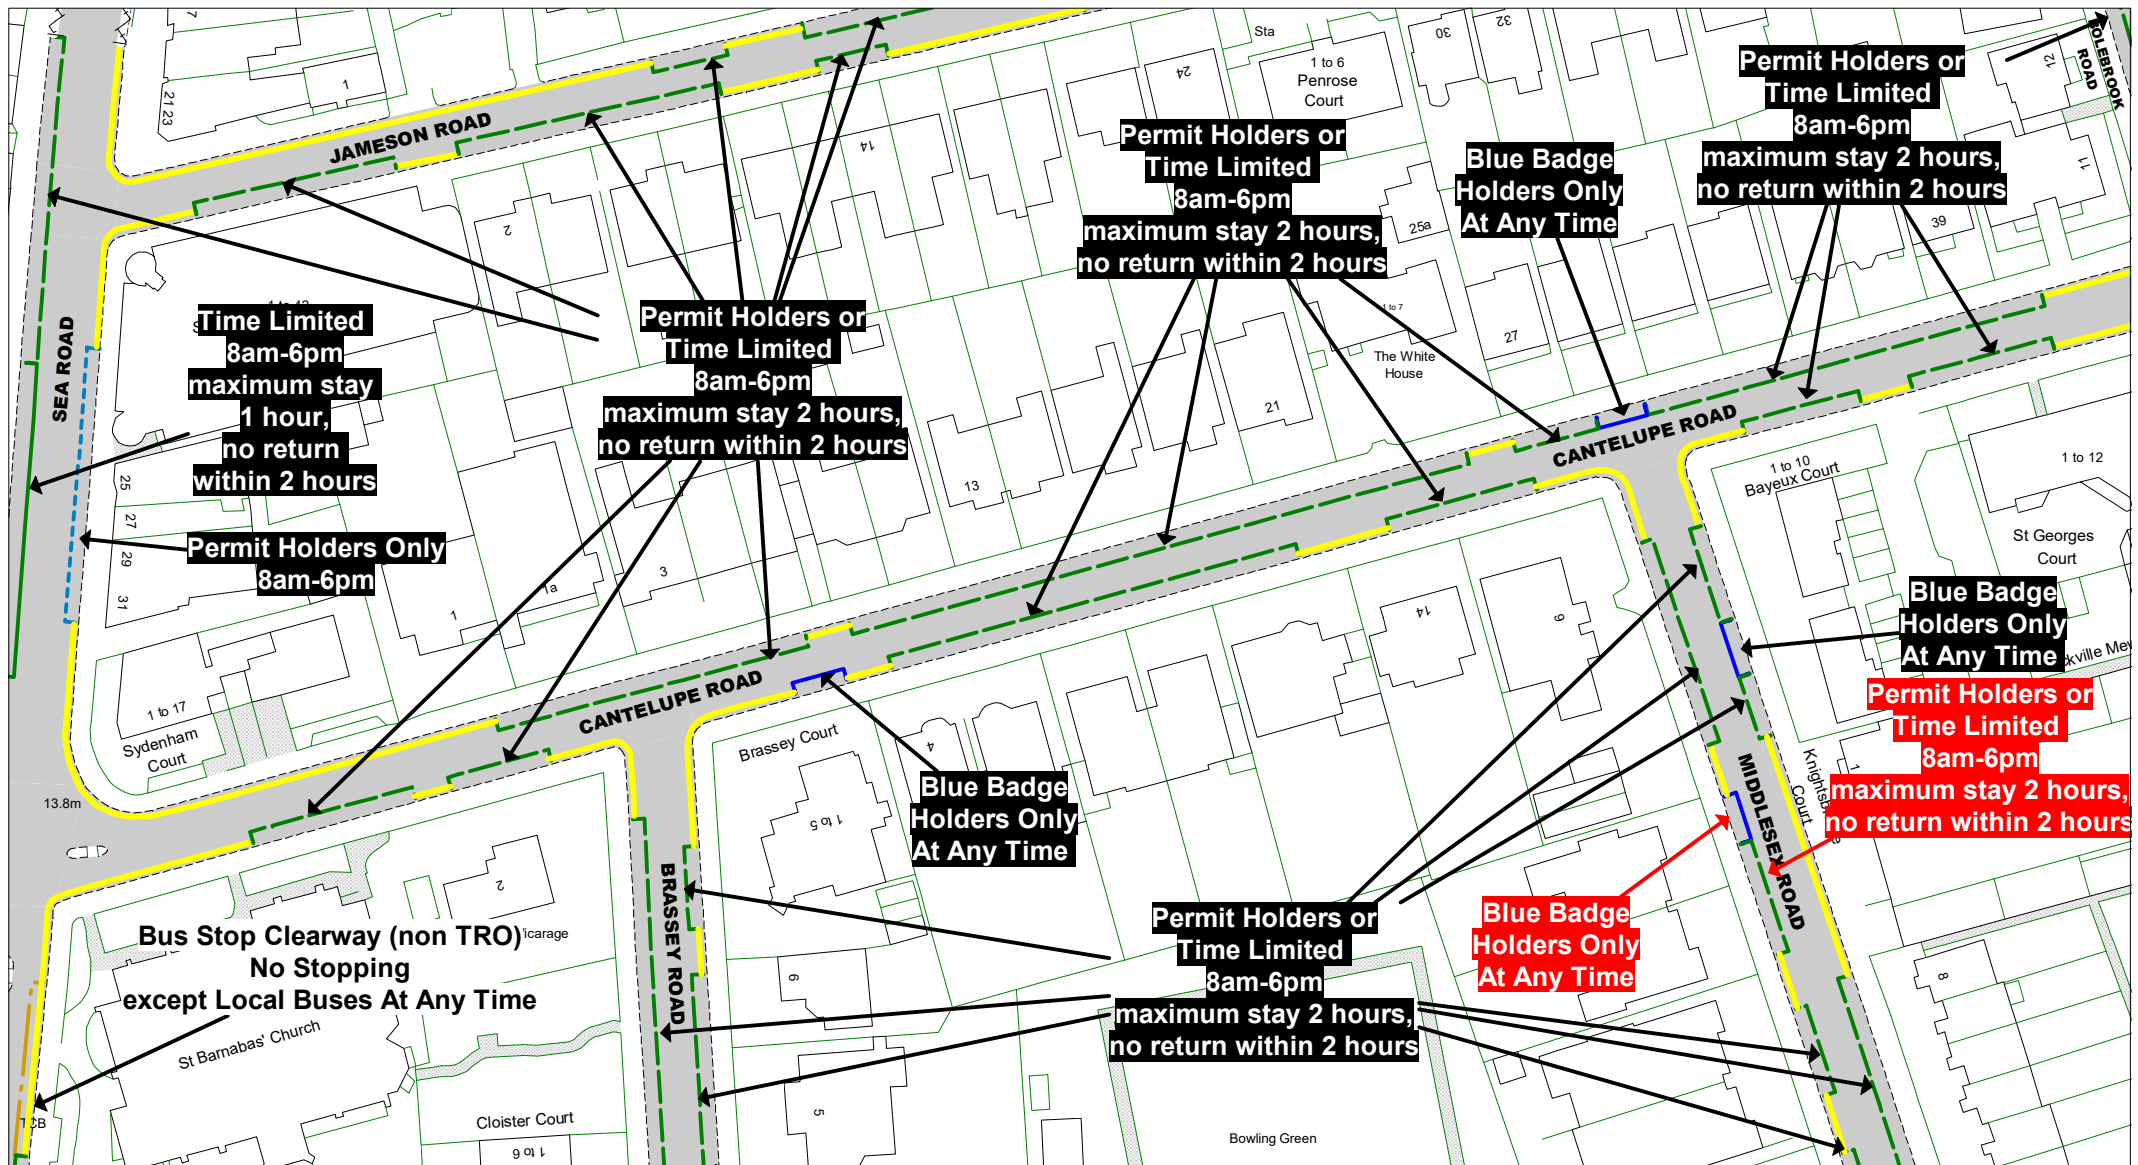 7
1
21 23
JAMESON ROAD
Sta
24
1 to 6
Penrose
Court
30
32
12
BOLEBROOK
ROAD
11
14
2
Permit Holders or
Time Limited
8am-6pm
maximum stay 2 hours,
no return within 2 hours
Blue Badge
Holders Only
At Any Time
Permit Holders or
Time Limited
8am-6pm
maximum stay 2 hours,
no return within 2 hours
25a
39
1 to 7
The White
House
27
21
13
SEA ROAD
Time Limited
8am-6pm
maximum stay
1 hour,
no return
within 2 hours
Permit Holders or
Time Limited
8am-6pm
maximum stay 2 hours,
no return within 2 hours
25
27
29
31
Permit Holders Only
8am-6pm
1
1a
3
CANTELUPE ROAD
1 to 10
Bayeux Court
1 to 12
St Georges
Court
14
9
Blue Badge
Holders Only
At Any Time
ckville Mew
Permit Holders or
Time Limited
8am-6pm
maximum stay 2 hours,
no return within 2 hours
1 to 17
Sydenham
Court
13.8m
CANTELUPE ROAD
Brassey Court
4
1 to 5
Blue Badge
Holders Only
At Any Time
MIDDLESEX ROAD
Court
1
2
BRASSEY ROAD
Bus Stop Clearway (non TRO)
No Stopping
except Local Buses At Any Time
icarage
St Barnabas' Church
TCB
Cloister Court
1 to 6
6
5
Permit Holders or
Time Limited
8am-6pm
maximum stay 2 hours,
no return within 2 hours
Blue Badge
Holders Only
At Any Time
8
Bowling Green